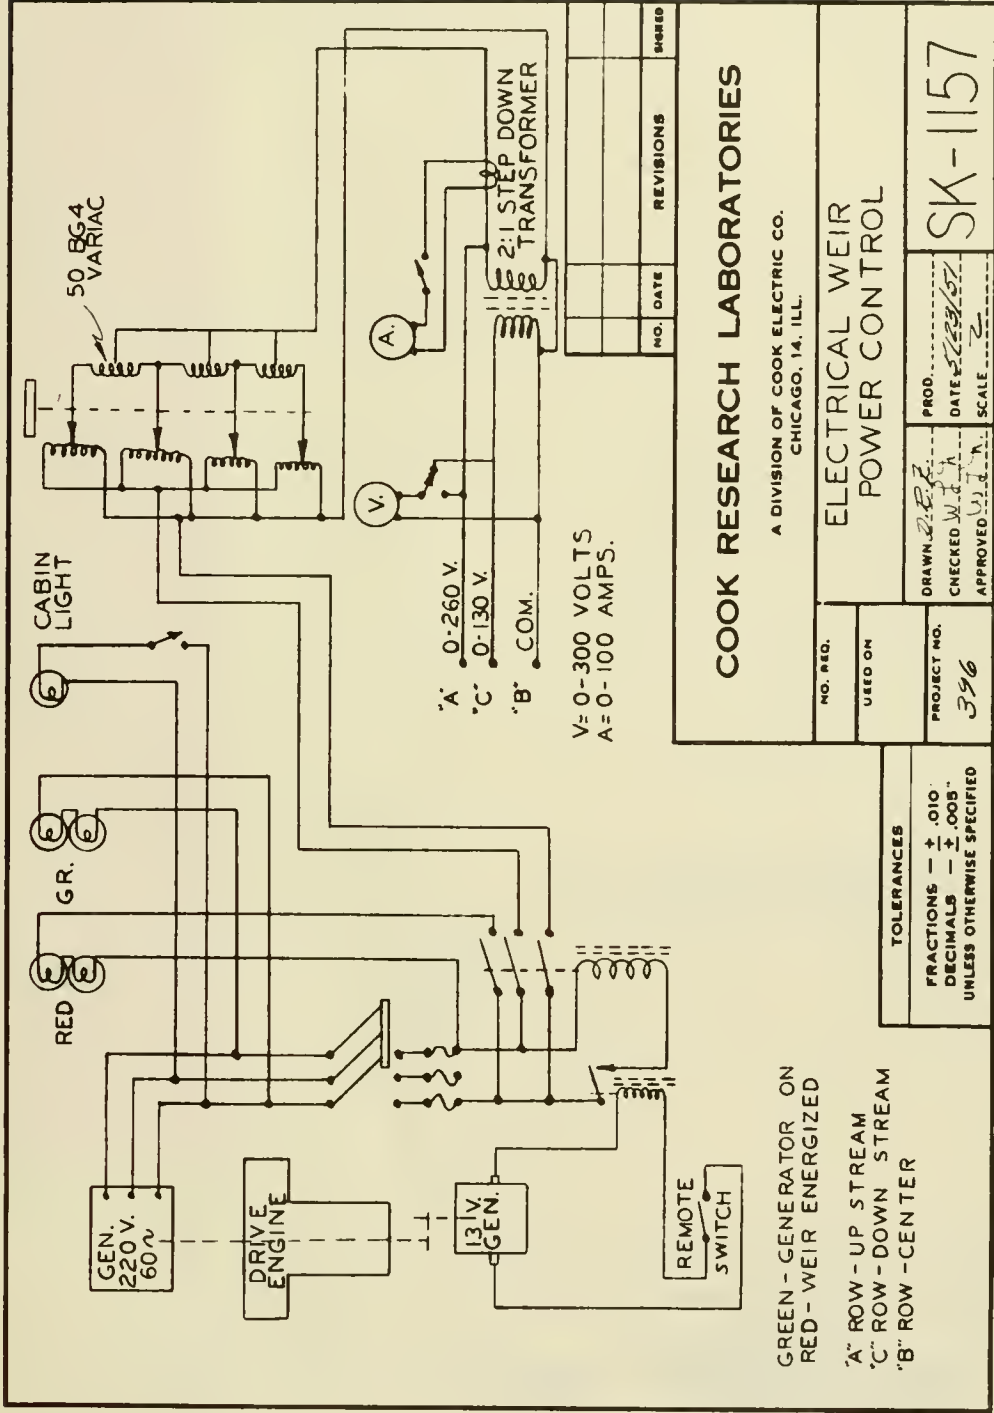 50 BG4
VARIAC
CABIN
LIGHT
GR.
RED
GEN.
220 V.
60~
DRIVE
ENGINE
GEN.
REMOTE
SWITCH
A.
V.
2:1 STEP DOWN
TRANSFORMER
"A" 0-260 V.
"C" 0-130 V.
"B" COM.
V= 0-300 VOLTS
A= 0-100 AMPS.
GREEN - GENERATOR ON
RED - WEIR ENERGIZED
"A" ROW - UP STREAM
"C" ROW - DOWN STREAM
"B" ROW - CENTER
NO. DATE REVISIONS SIGNED
COOK RESEARCH LABORATORIES
A DIVISION OF COOK ELECTRIC CO.
CHICAGO, 14, ILL.
TOLERANCES
FRACTIONS - ± .010"
DECIMALS - ± .005"
UNLESS OTHERWISE SPECIFIED
NO. REQ.
USED ON
PROJECT NO.
396
ELECTRICAL WEIR
POWER CONTROL
DRAWN
CHECKED
APPROVED
PROD.
DATE 5/23/51
SCALE
SK-1157